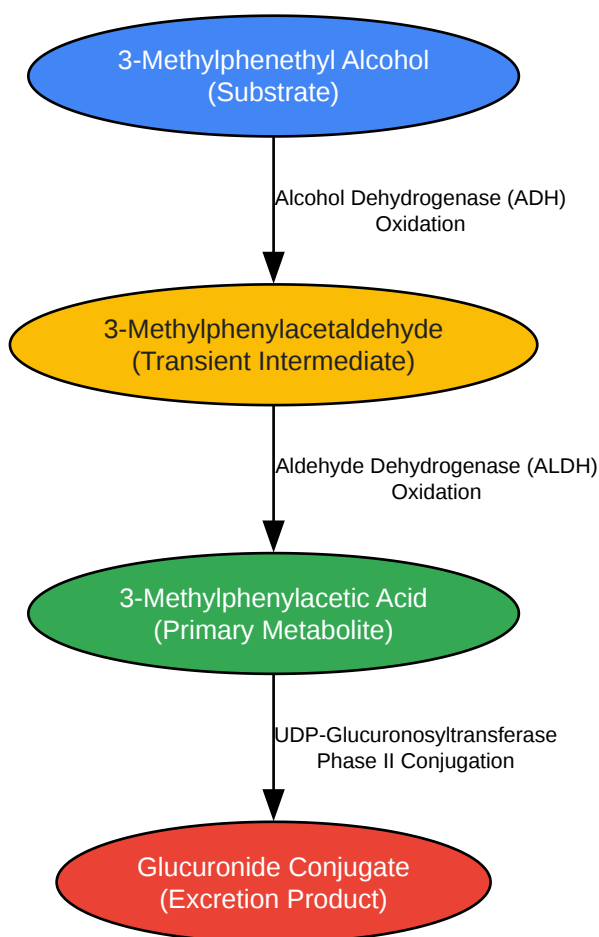 3-Methylphenethyl Alcohol
(Substrate)
Alcohol Dehydrogenase (ADH)
Oxidation
3-Methylphenylacetaldehyde
(Transient Intermediate)
Aldehyde Dehydrogenase (ALDH)
Oxidation
3-Methylphenylacetic Acid
(Primary Metabolite)
UDP-Glucuronosyltransferase
Phase II Conjugation
Glucuronide Conjugate
(Excretion Product)